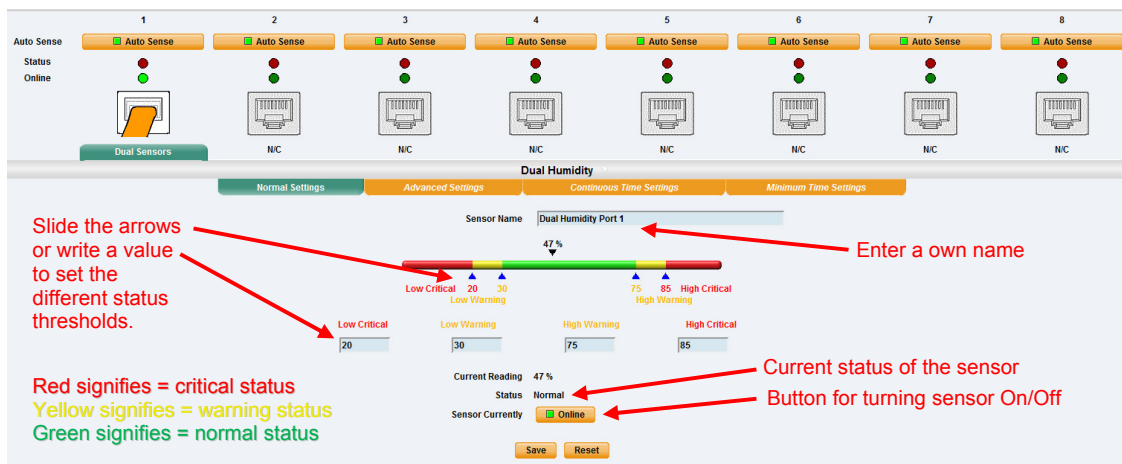 1 2 3 4 5 6 7 8
Auto Sense Auto Sense Auto Sense Auto Sense Auto Sense Auto Sense Auto Sense Auto Sense Auto Sense
Status
Online
Dual Sensors N/C N/C N/C N/C N/C N/C N/C
Dual Humidity
Normal Settings Advanced Settings Continuous Time Settings Minimum Time Settings
Sensor Name Dual Humidity Port 1
Slide the arrows
or write a value
to set the
different status
thresholds.
Enter a own name
47 %
Low Critical 20 30 75 85 High Critical
Low Warning High Warning
Low Critical Low Warning High Warning High Critical
20 30 75 85
Current Reading 47 %
Status Normal
Sensor Currently Online
Current status of the sensor
Button for turning sensor On/Off
Red signifies = critical status
Yellow signifies = warning status
Green signifies = normal status
Save Reset